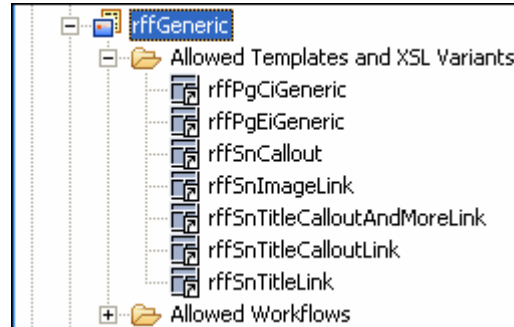 rffGeneric
Allowed Templates and XSL Variants
rffPgCiGeneric
rffPgEiGeneric
rffSnCallout
rffSnImageLink
rffSnTitleCalloutAndMoreLink
rffSnTitleCalloutLink
rffSnTitleLink
Allowed Workflows